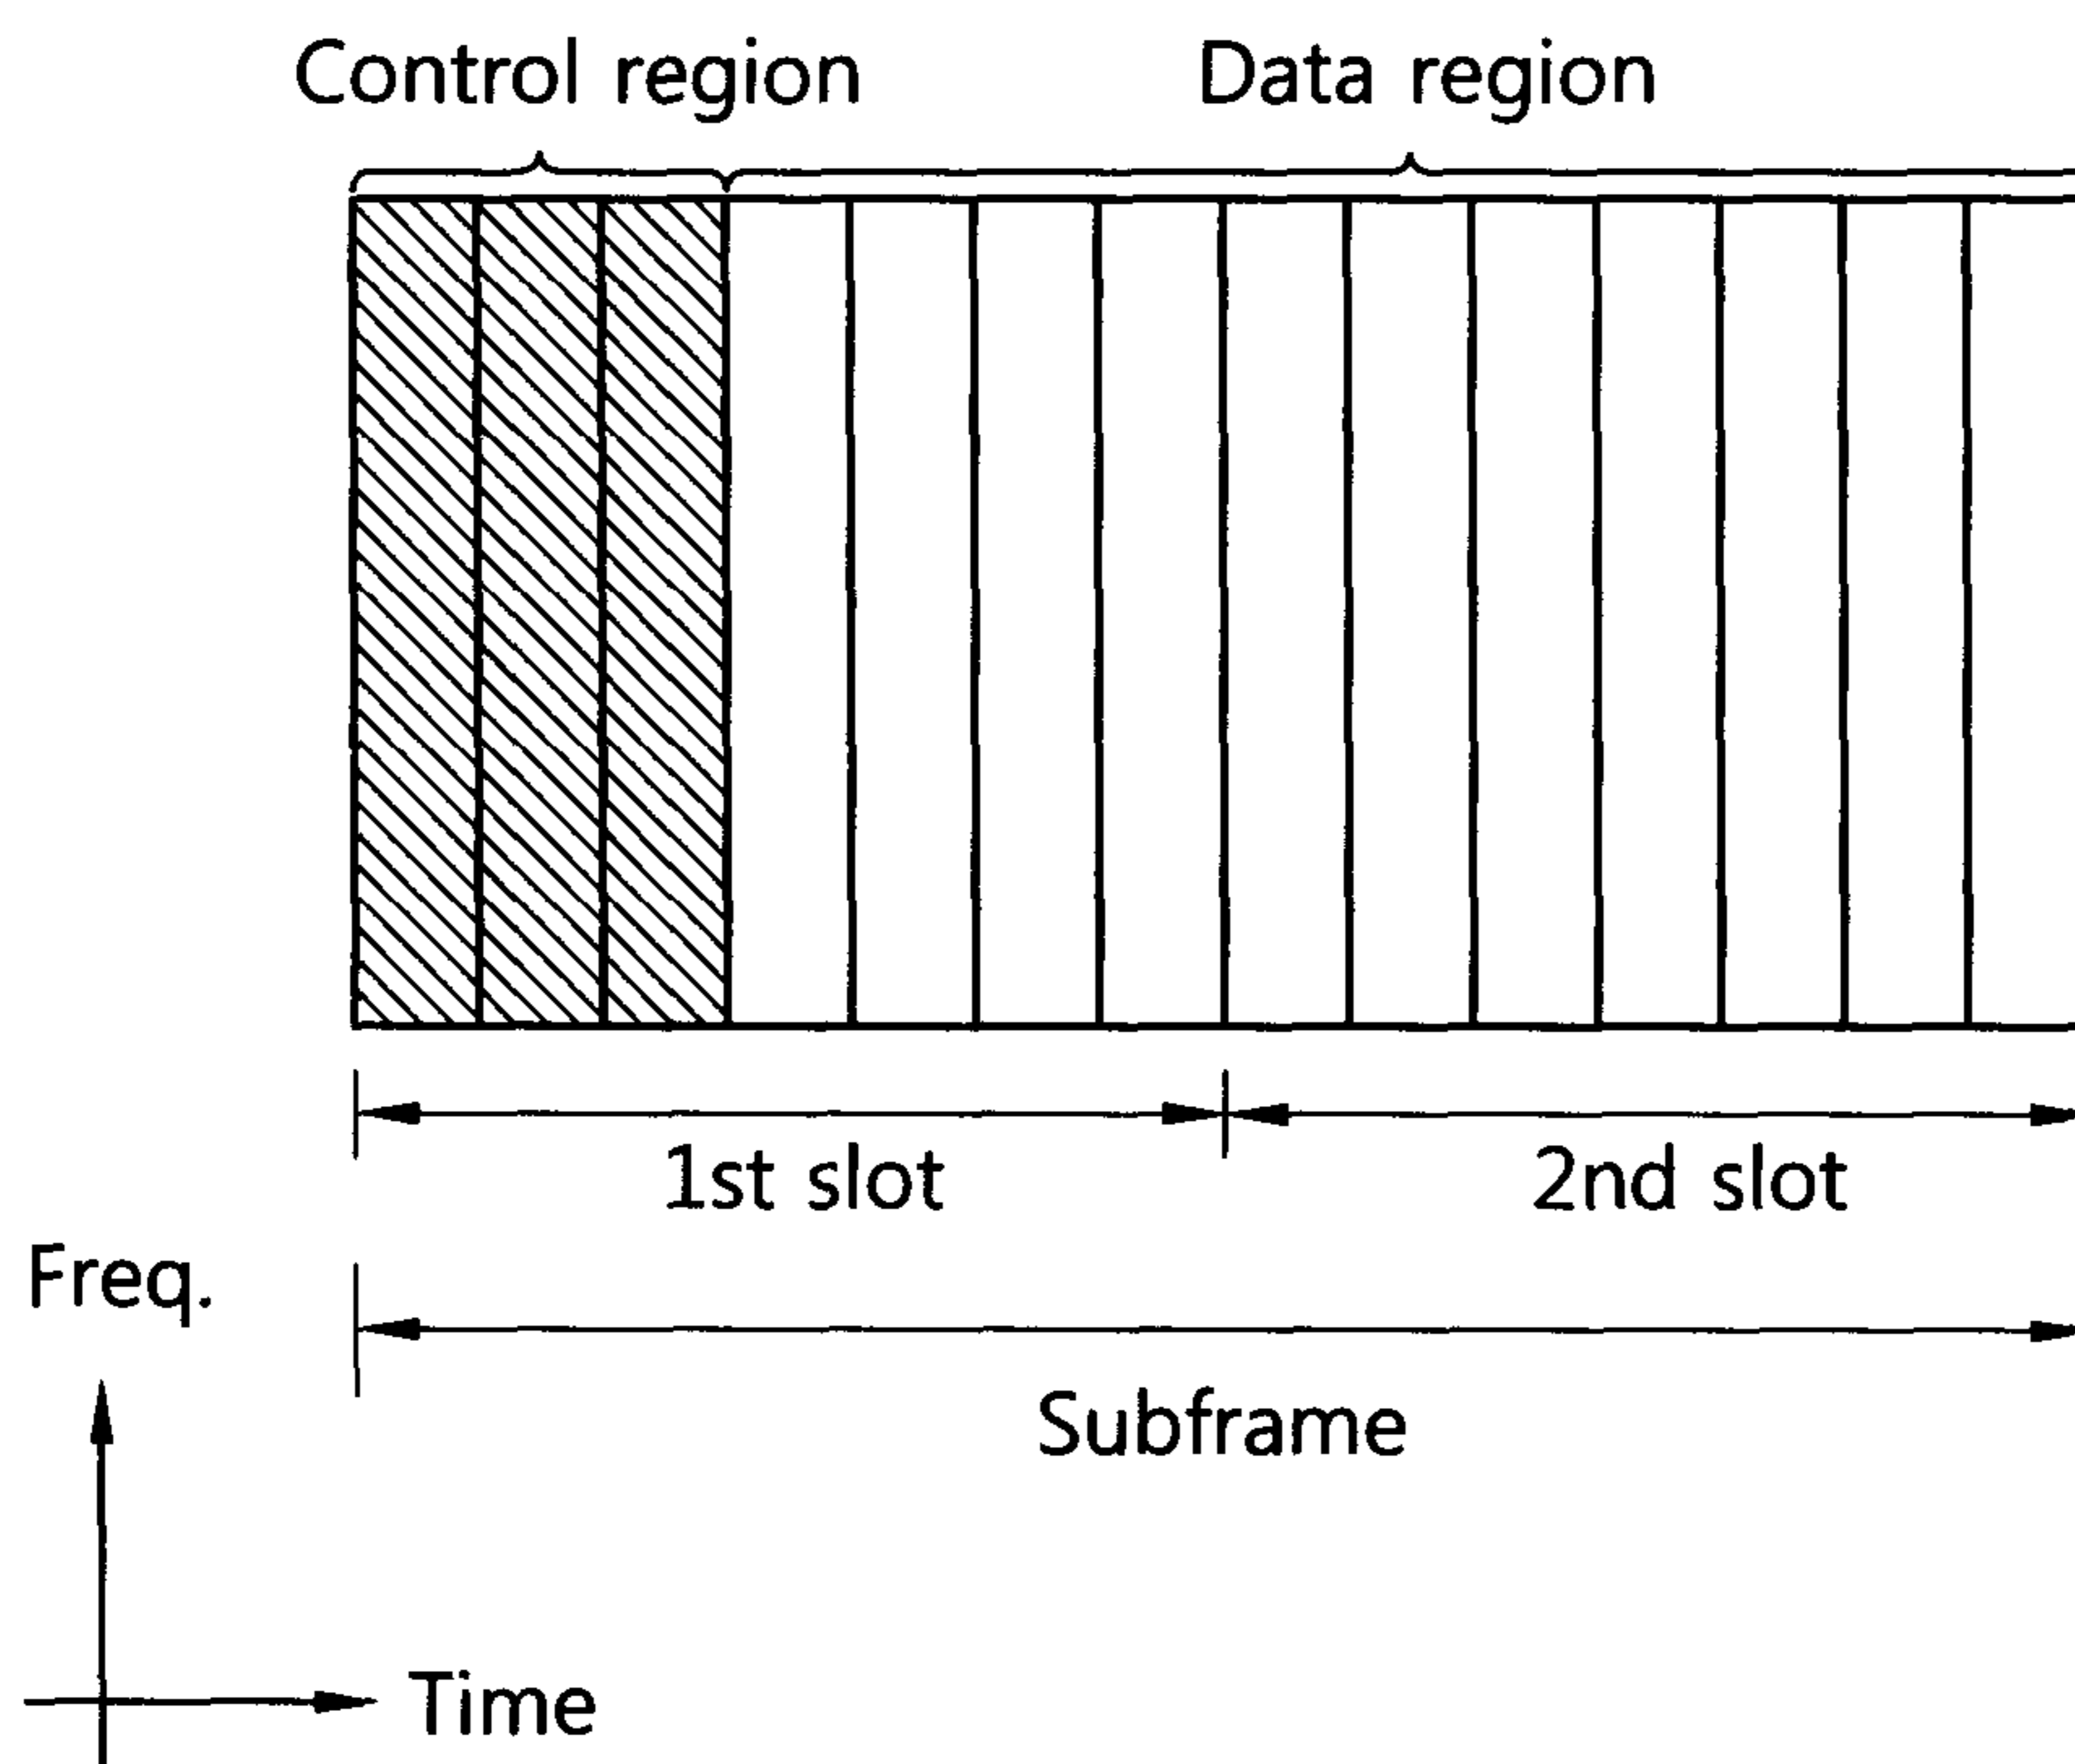 Control region
Data region
1st slot
2nd slot
Freq.
Subframe
Time